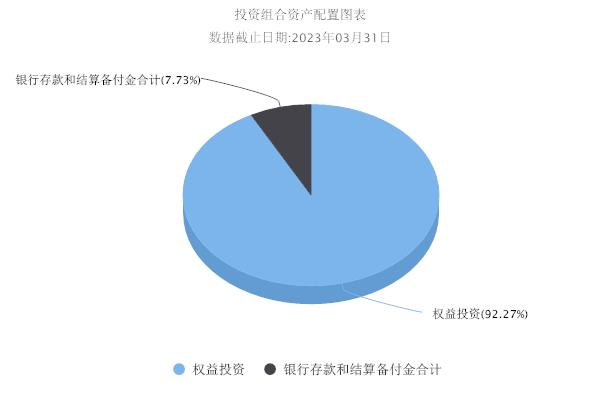 投资组合资产配置图表
数据截止日期:2023年03月31日
银行存款和结算备付金合计(7.73%)
权益投资(92.27%)
权益投资
银行存款和结算备付金合计